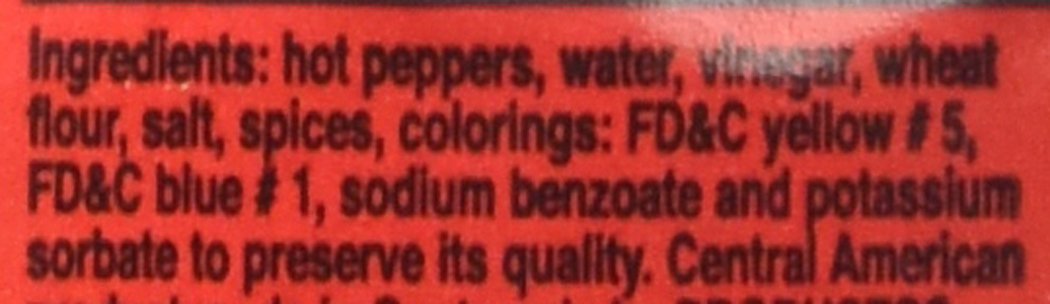 Ingredients: hot peppers, water, vinegar, wheat
flour, salt, spices, colorings: FD&C yellow # 5,
FD&C blue # 1, sodium benzoate and potassium
sorbate to preserve its quality. Central American